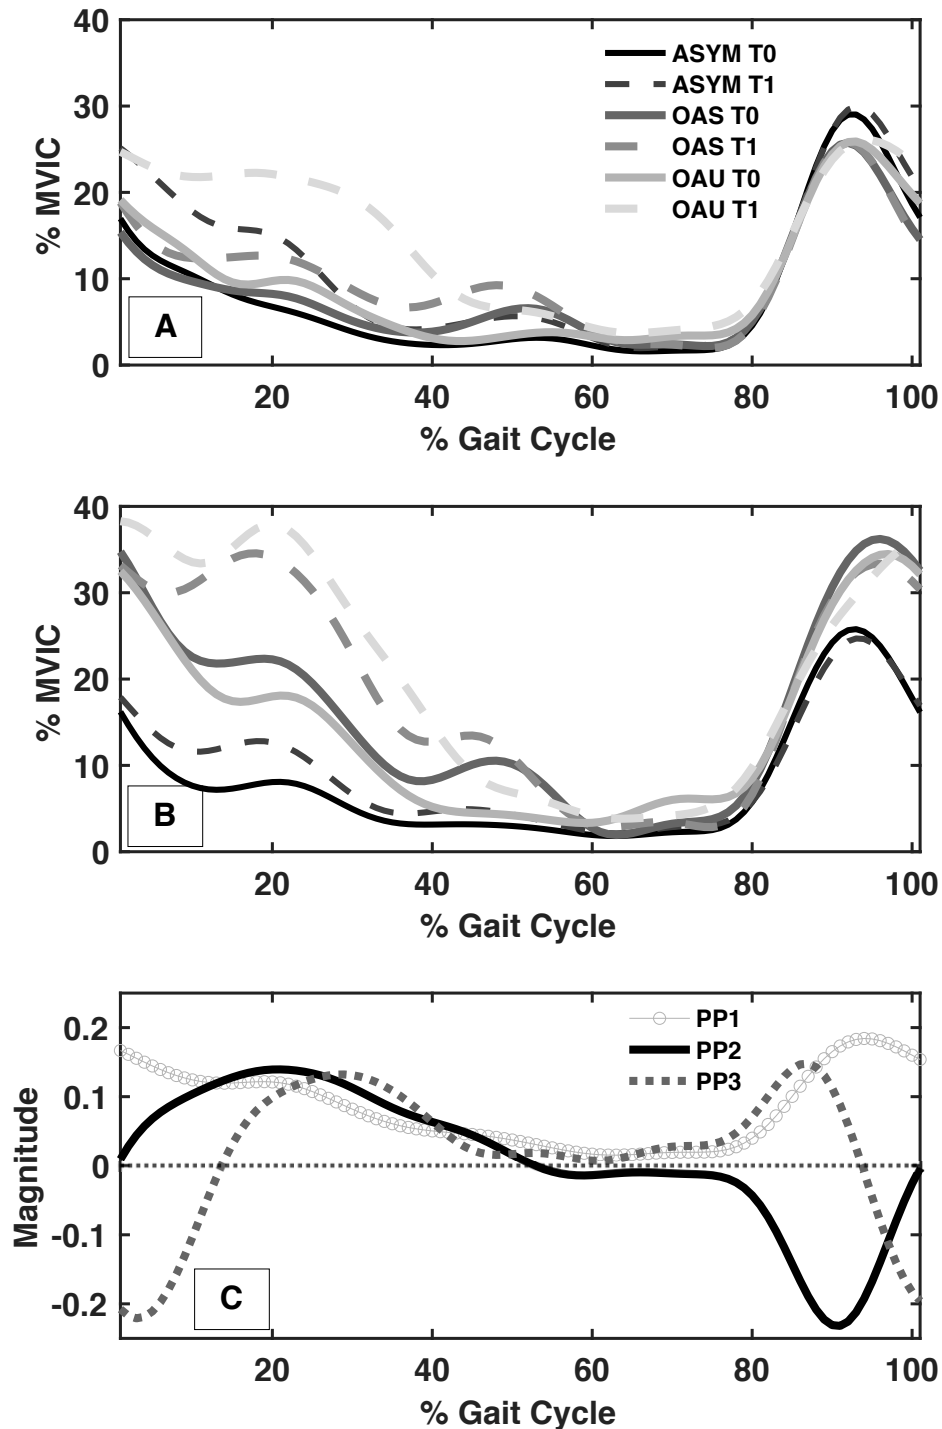 40
30
20
10
0
% MVIC
ASYM T0
ASYM T1
OAS T0
OAS T1
OAU T0
OAU T1
A
20 40 60 80 100
% Gait Cycle
40
30
20
10
0
% MVIC
B
20 40 60 80 100
% Gait Cycle
0.2
0.1
0
-0.1
-0.2
Magnitude
PP1
PP2
PP3
C
20 40 60 80 100
% Gait Cycle